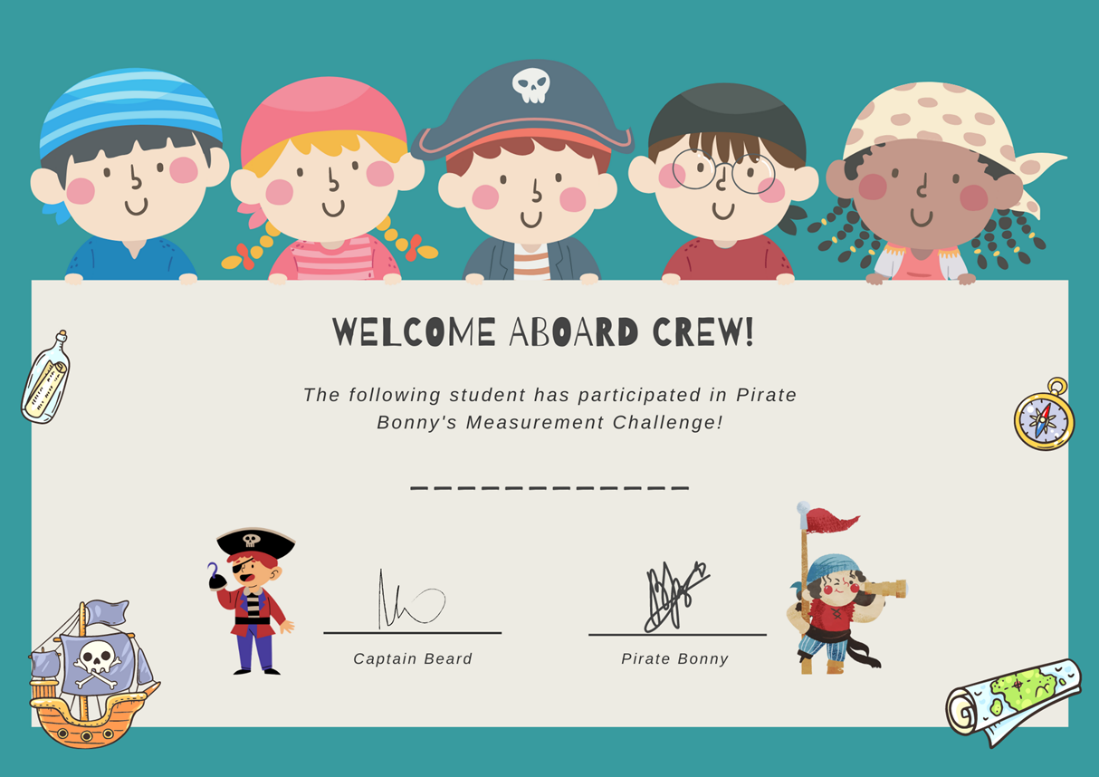 WELCOME ABOARD CREW!
The following student has participated in Pirate
Bonny's Measurement Challenge!
Captain Beard
Pirate Bonny